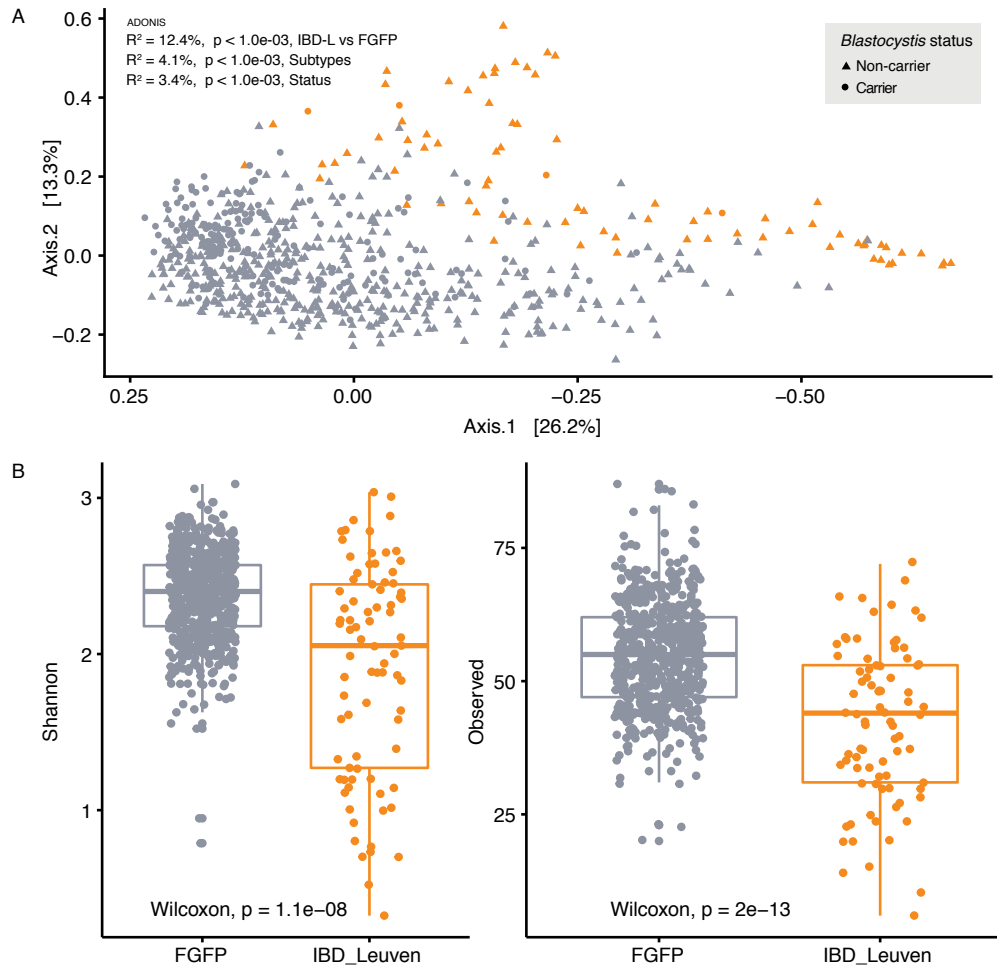 A
ADONIS
R² = 12.4%, p < 1.0e-03, IBD-L vs FGFP
R² = 4.1%, p < 1.0e-03, Subtypes
R² = 3.4%, p < 1.0e-03, Status
Blastocystis status
Non-carrier
Carrier
0.6
0.4
0.2
0.0
−0.2
Axis.2 [13.3%]
0.25
0.00
−0.25
−0.50
Axis.1 [26.2%]
B
3
2
1
Shannon
Wilcoxon, p = 1.1e−08
FGFP
IBD_Leuven
75
50
25
Observed
Wilcoxon, p = 2e−13
FGFP
IBD_Leuven